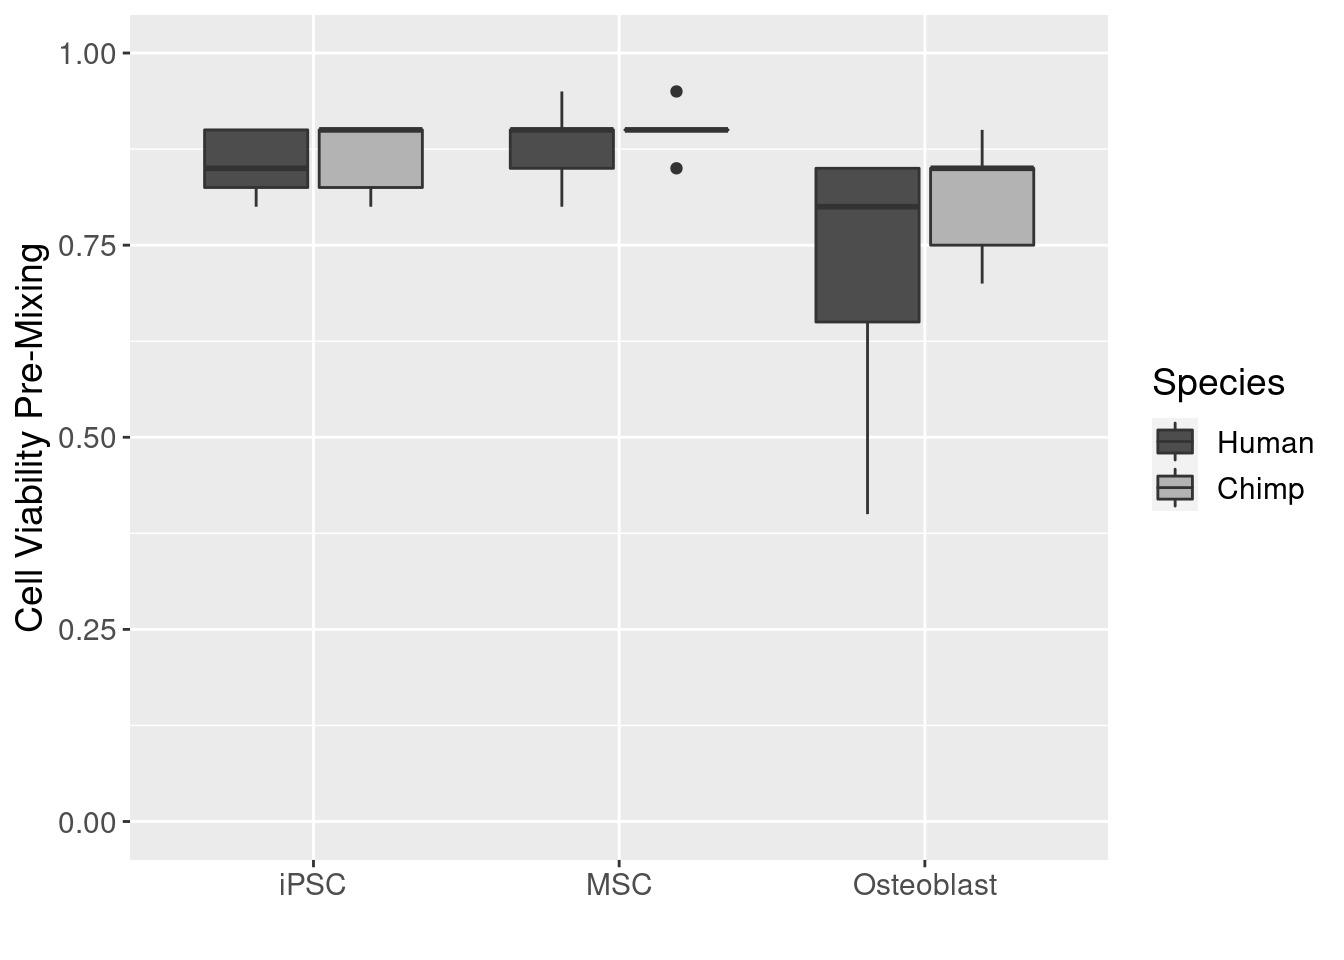 Cell Viability Pre-Mixing
1.00
0.75
0.50
0.25
0.00
iPSC MSC Osteoblast
Species
Human
Chimp